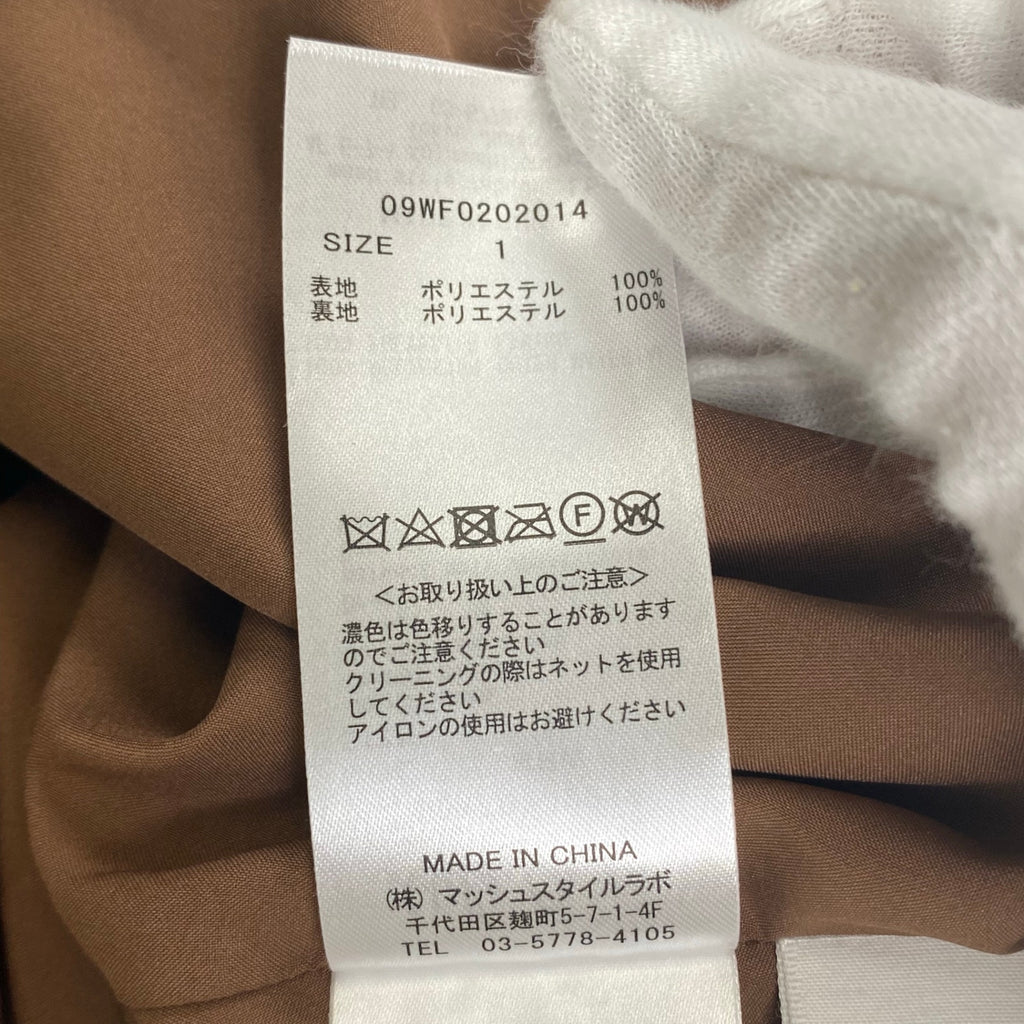 09WF0202014
SIZE 1
表地 ポリエステル 100%
裏地 ポリエステル 100%
F W
<お取り扱い上のご注意>
濃色は色移りすることがあります
のでご注意ください
クリーニングの際はネットを使用
してください
アイロンの使用はお避けください
MADE IN CHINA
(株)マッシュスタイルラボ
千代田区麹町5-7-1-4F
TEL 03-5778-4105